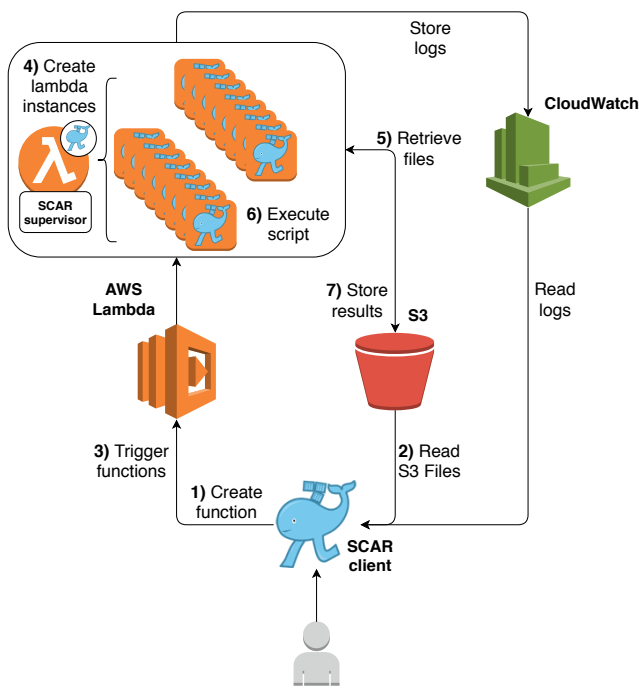 Store
logs
4) Create
lambda
instances
SCAR
supervisor
6) Execute
script
5) Retrieve
files
CloudWatch
AWS
Lambda
7) Store
results
S3
Read
logs
3) Trigger
functions
2) Read
S3 Files
1) Create
function
SCAR
client